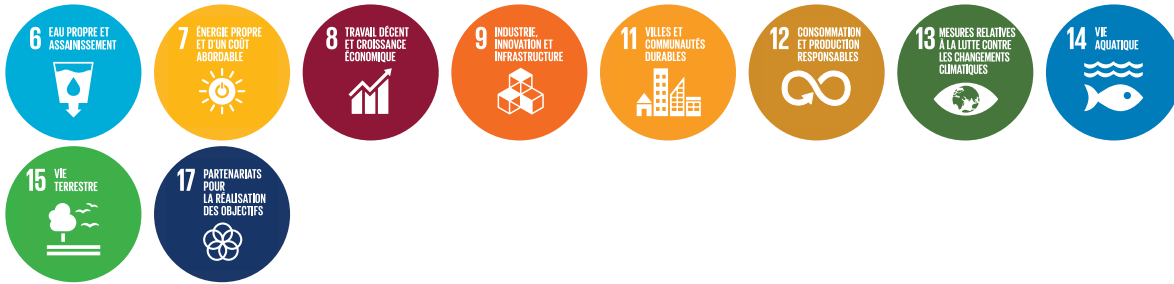 6 EAU PROPRE ET
ASSAINISSEMENT
7 ÉNERGIE PROPRE
ET D'UN COÛT
ABORDABLE
8 TRAVAIL DÉCENT
ET CROISSANCE
ÉCONOMIQUE
9 INDUSTRIE,
INNOVATION ET
INFRASTRUCTURE
11 VILLES ET
COMMUNAUTÉS
DURABLES
12 CONSOMMATION
ET PRODUCTION
RESPONSABLES
13 MESURES RELATIVES
À LA LUTTE CONTRE
LES CHANGEMENTS
CLIMATIQUES
14 VIE
AQUATIQUE
15 VIE
TERRESTRE
17 PARTENARIATS
POUR
LA RÉALISATION
DES OBJECTIFS